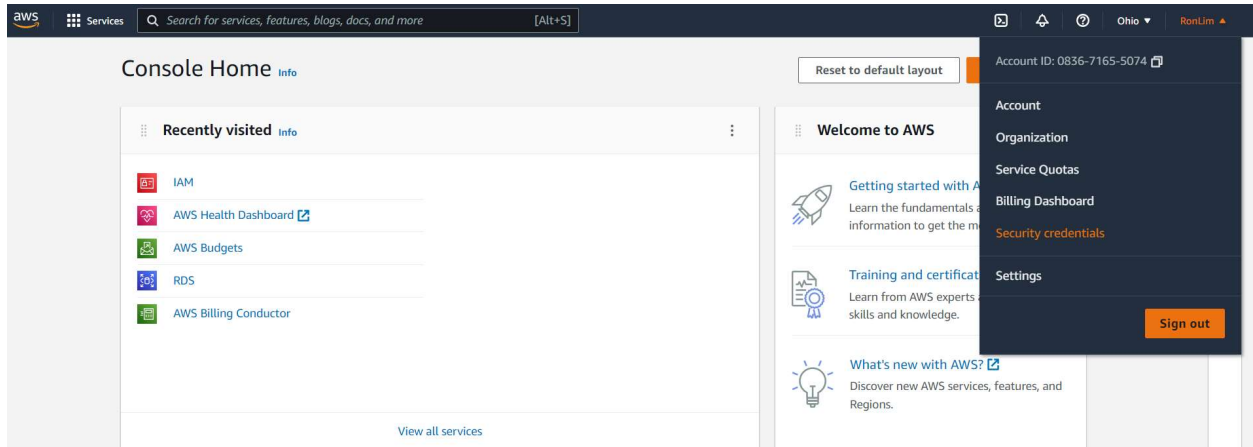 aws
Services
Search for services, features, blogs, docs, and more
[Alt+S]
Ohio ▼
RonLim ▲
Console Home Info
Reset to default layout
Account ID: 0836-7165-5074
Account
Organization
Service Quotas
Billing Dashboard
Security credentials
Settings
Sign out
Recently visited Info
IAM
AWS Health Dashboard
AWS Budgets
RDS
AWS Billing Conductor
View all services
Welcome to AWS
Getting started with A
Learn the fundamentals
information to get the m
Training and certificat
Learn from AWS experts
skills and knowledge.
What's new with AWS?
Discover new AWS services, features, and
Regions.